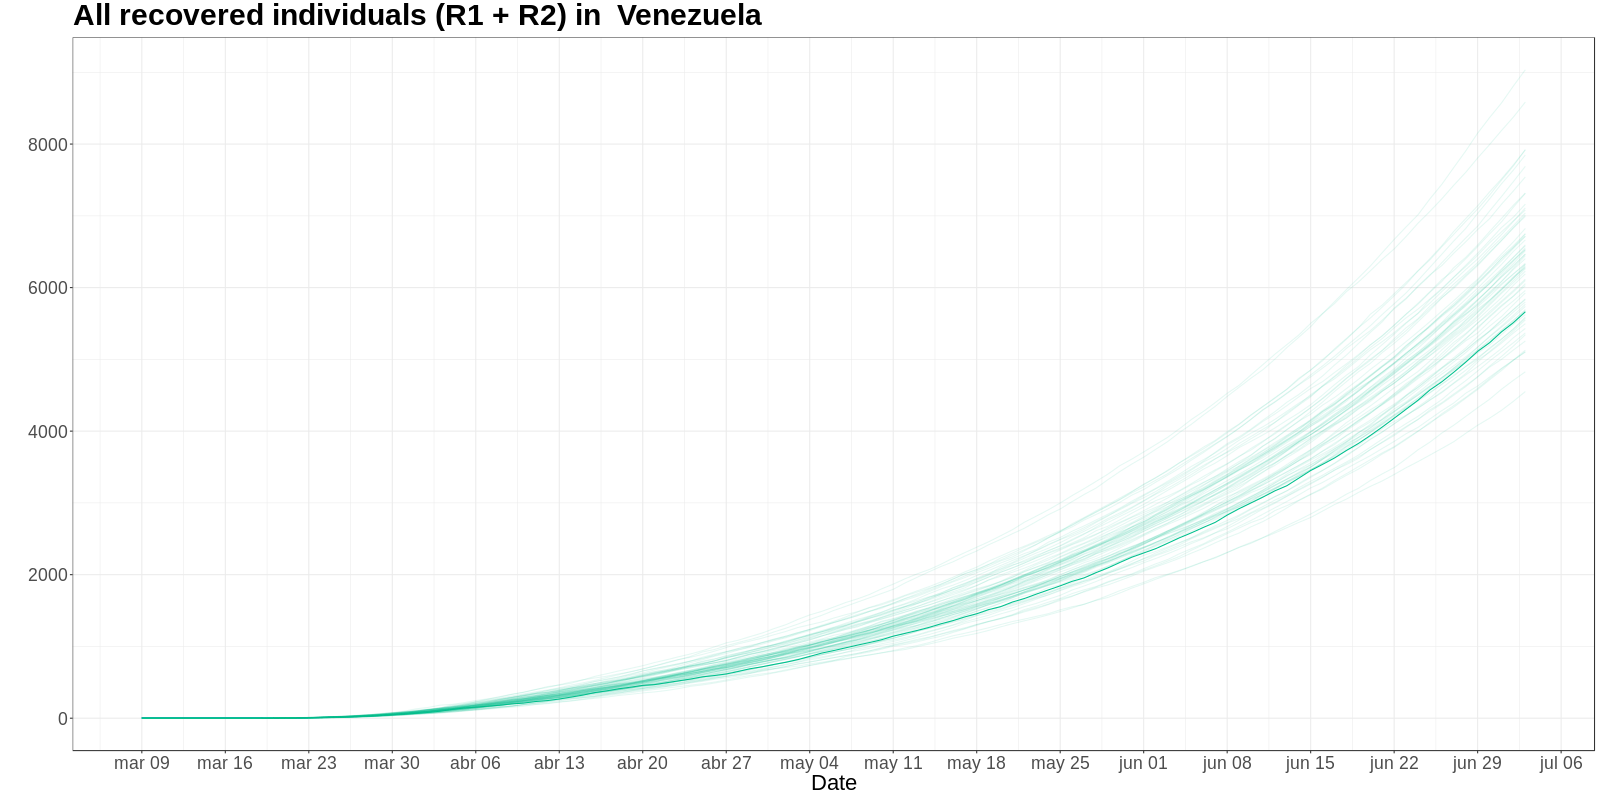 All recovered individuals (R1 + R2) in  Venezuela
8000
6000
4000
2000
0
mar 09 mar 16 mar 23 mar 30 abr 06 abr 13 abr 20 abr 27 may 04 may 11 may 18 may 25 jun 01 jun 08 jun 15 jun 22 jun 29 jul 06
Date